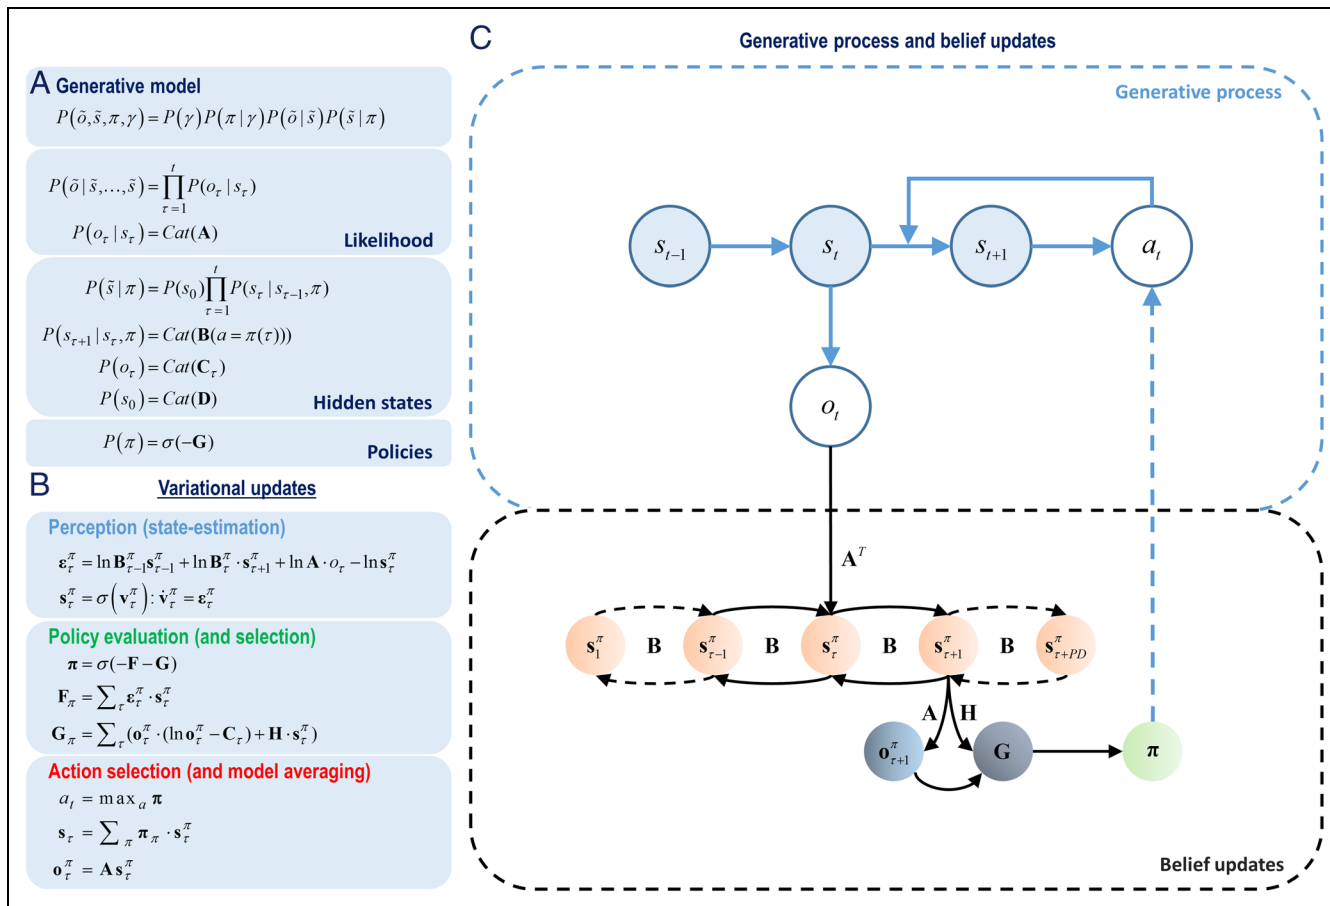 A Generative model
P(õ, s̃, π, γ) = P(γ)P(π | γ)P(õ | s̃)P(s̃ | π)
P(õ | s̃,…, s̃) = ∏_{τ=1}^{t} P(o_τ | s_τ)
P(o_τ | s_τ) = Cat(A)
Likelihood
P(s̃ | π) = P(s_0)∏_{τ=1}^{t} P(s_τ | s_{τ−1}, π)
P(s_{τ+1} | s_τ, π) = Cat(B(a = π(τ)))
P(o_τ) = Cat(C_τ)
P(s_0) = Cat(D)
Hidden states
P(π) = σ(−G)
Policies
B Variational updates
Perception (state-estimation)
ε_τ^π = ln B_{τ−1}^π s_{τ−1}^π + ln B_τ^π · s_{τ+1}^π + ln A · o_τ − ln s_τ^π
s_τ^π = σ(v_τ^π) : v̇_τ^π = ε_τ^π
Policy evaluation (and selection)
π = σ(−F − G)
F_π = ∑_τ ε_τ^π · s_τ^π
G_π = ∑_τ (o_τ^π · (ln o_τ^π − C_τ) + H · s_τ^π)
Action selection (and model averaging)
a_t = max_a π
s_τ = ∑_π π_π · s_τ^π
o_τ^π = A s_τ^π
C Generative process and belief updates
Generative process
s_{t−1}
s_t
s_{t+1}
a_t
o_t
A^T
s_1^π
B
s_{τ−1}^π
B
s_τ^π
B
s_{τ+1}^π
B
s_{τ+PD}^π
A
H
o_{τ+1}^π
G
π
Belief updates